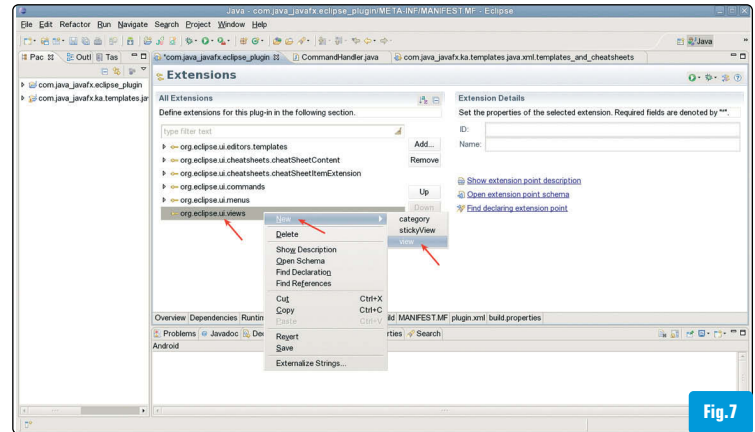 Java - com.java_javafx.eclipse_plugin/META-INF/MANIFEST.MF - Eclipse
File Edit Refactor Run Navigate Search Project Window Help
Java
Pac Outl Tas
*com.java_javafx.eclipse_plugin CommandHandler.java com.java_javafx.ka.templates.java.xml.templates_and_cheatsheets
com.java_javafx.eclipse_plugin
com.java_javafx.ka.templates.jav
Extensions
All Extensions
Define extensions for this plug-in in the following section.
type filter text
org.eclipse.ui.editors.templates
org.eclipse.ui.cheatsheets.cheatSheetContent
org.eclipse.ui.cheatsheets.cheatSheetItemExtension
org.eclipse.ui.commands
org.eclipse.ui.menus
org.eclipse.ui.views
Add...
Remove
Up
Down
Extension Details
Set the properties of the selected extension. Required fields are denoted by "*".
ID:
Name:
Show extension point description
Open extension point schema
Find declaring extension point
New
Delete
Show Description
Open Schema
Find Declaration
Find References
Cut Ctrl+X
Copy Ctrl+C
Paste Ctrl+V
Revert
Save
Externalize Strings...
category
stickyView
view
Overview Dependencies Runtim ild MANIFEST.MF plugin.xml build.properties
Problems Javadoc Dec rties Search
Android
Fig.7